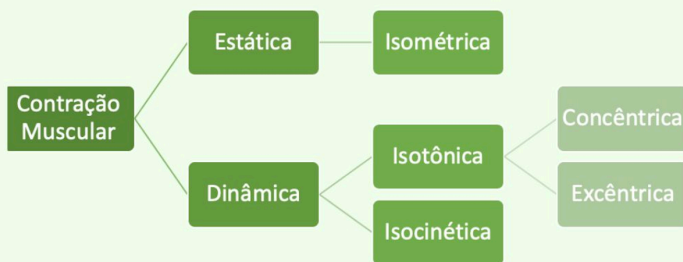 Contração
Muscular
Estática
Isométrica
Dinâmica
Isotônica
Isocinética
Concêntrica
Excêntrica